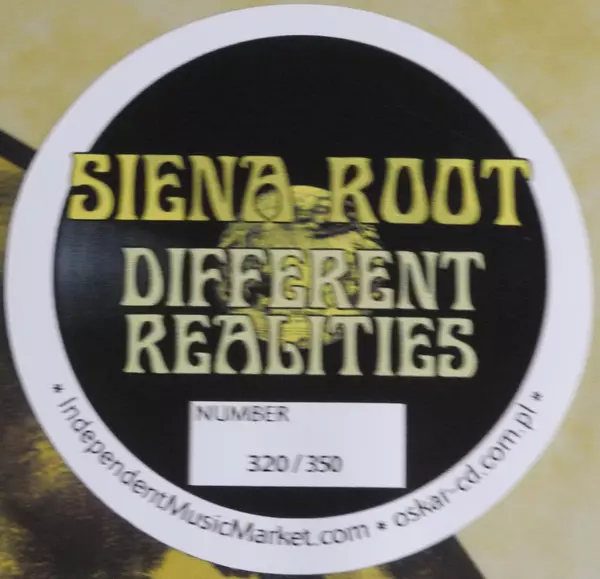 SIENA ROOT
DIFFERENT
REALITIES
NUMBER
320 / 350
* IndependentMusicMarket.com * oskar-cd.com.pl *